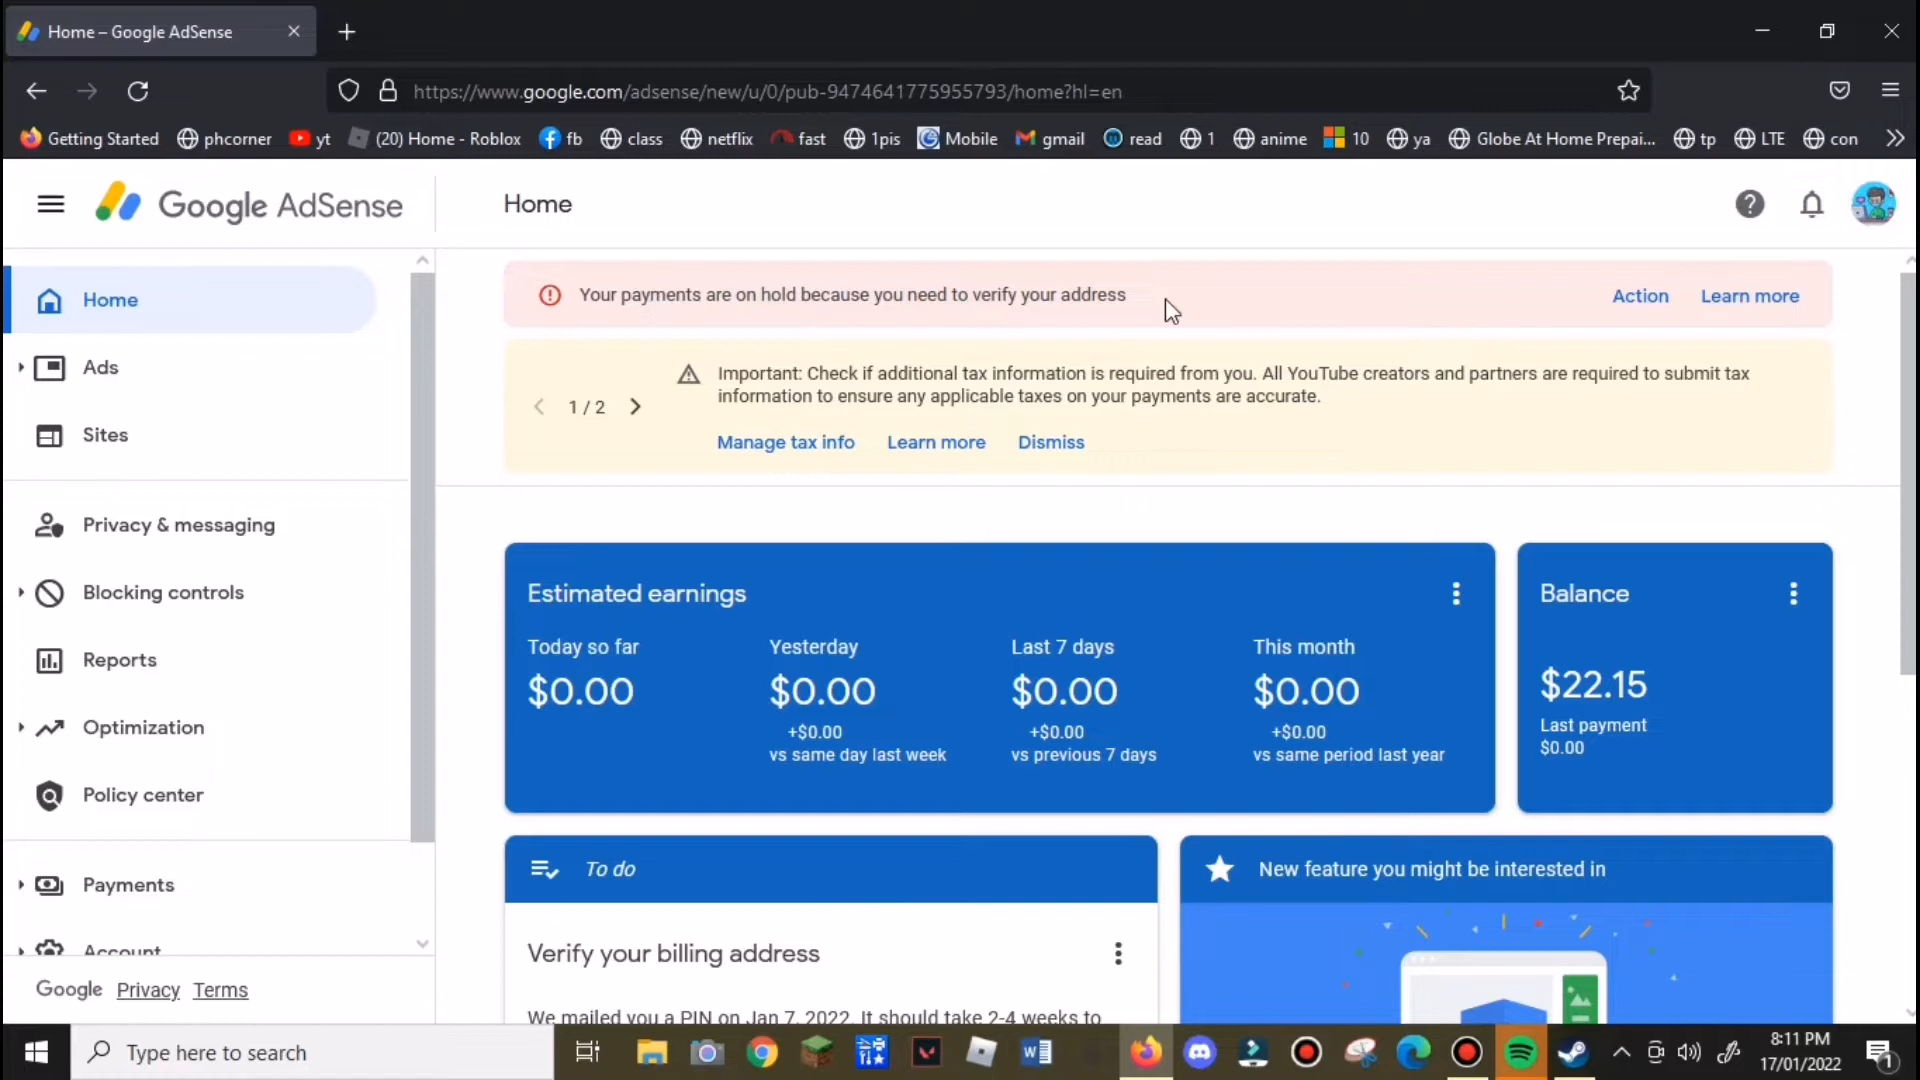 Home – Google AdSense
https://www.google.com/adsense/new/u/0/pub-9474641775955793/home?hl=en
Getting Started phcorner yt (20) Home - Roblox fb class netflix fast 1pis Mobile gmail read 1 anime 10 ya Globe At Home Prepai... tp LTE con
Google AdSense
Home
Home
Ads
Sites
Privacy & messaging
Blocking controls
Reports
Optimization
Policy center
Payments
Account
Google Privacy Terms
Your payments are on hold because you need to verify your address
Action Learn more
1 / 2
Important: Check if additional tax information is required from you. All YouTube creators and partners are required to submit tax
information to ensure any applicable taxes on your payments are accurate.
Manage tax info Learn more Dismiss
Estimated earnings
Today so far
$0.00
Yesterday
$0.00
+$0.00
vs same day last week
Last 7 days
$0.00
+$0.00
vs previous 7 days
This month
$0.00
+$0.00
vs same period last year
Balance
$22.15
Last payment
$0.00
To do
Verify your billing address
We mailed you a PIN on Jan 7, 2022. It should take 2-4 weeks to
New feature you might be interested in
Type here to search
8:11 PM
17/01/2022
1